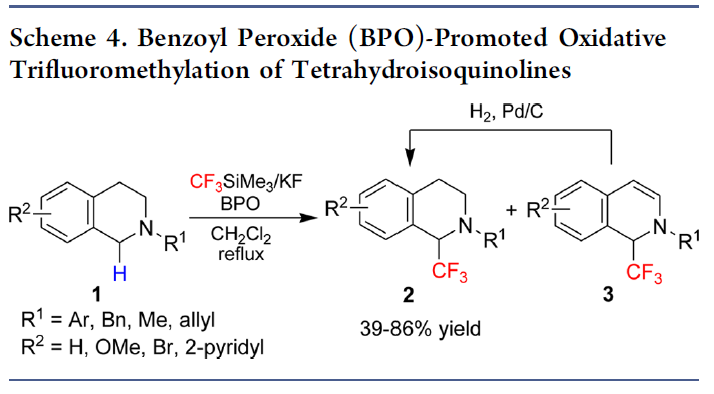 Scheme 4. Benzoyl Peroxide (BPO)-Promoted Oxidative
Trifluoromethylation of Tetrahydroisoquinolines
H₂, Pd/C
CF₃SiMe₃/KF
BPO
CH₂Cl₂
reflux
R² N R¹ H
R² N R¹ CF₃
+
R² N R¹ CF₃
1
2
3
R¹ = Ar, Bn, Me, allyl
R² = H, OMe, Br, 2-pyridyl
39-86% yield